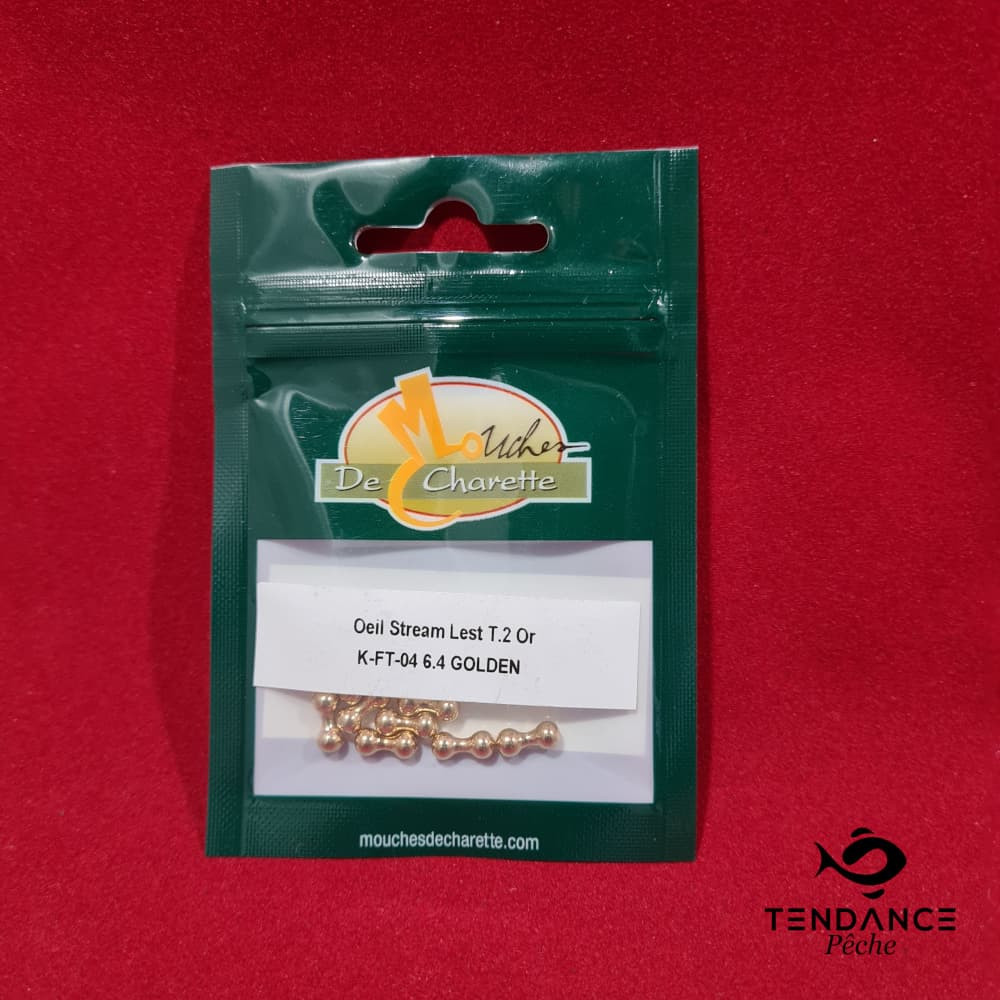 Mouches
De Charette
Oeil Stream Lest T.2 Or
K-FT-04 6.4 GOLDEN
mouchesdecharette.com
TENDANCE
Pêche